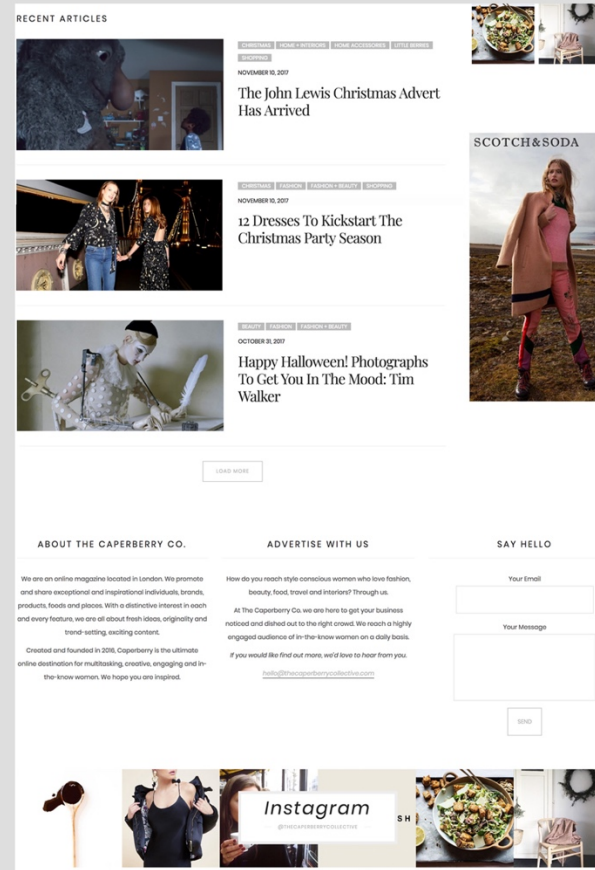 RECENT ARTICLES
CHRISTMAS HOME + INTERIORS HOME ACCESSORIES LITTLE BERRIES
SHOPPING
NOVEMBER 10, 2017
The John Lewis Christmas Advert
Has Arrived
CHRISTMAS FASHION FASHION + BEAUTY SHOPPING
NOVEMBER 10, 2017
12 Dresses To Kickstart The
Christmas Party Season
BEAUTY FASHION FASHION + BEAUTY
OCTOBER 31, 2017
Happy Halloween! Photographs
To Get You In The Mood: Tim
Walker
LOAD MORE
SCOTCH&SODA
ABOUT THE CAPERBERRY CO.
We are an online magazine located in London. We promote
and share exceptional and inspirational individuals, brands,
products, foods and places. With a distinctive interest in each
and every feature, we are all about fresh ideas, originality and
trend-setting, exciting content.
Created and founded in 2016, Caperberry is the ultimate
online destination for multitasking, creative, engaging and in-
the-know women. We hope you are inspired.
ADVERTISE WITH US
How do you reach style conscious women who love fashion,
beauty, food, travel and interiors? Through us.
At The Caperberry Co. we are here to get your business
noticed and dished out to the right crowd. We reach a highly
engaged audience of in-the-know women on a daily basis.
If you would like find out more, we'd love to hear from you.
hello@thecaperberrycollective.com
SAY HELLO
Your Email
Your Message
SEND
Instagram
@THECAPERBERRYCOLLECTIVE
SH